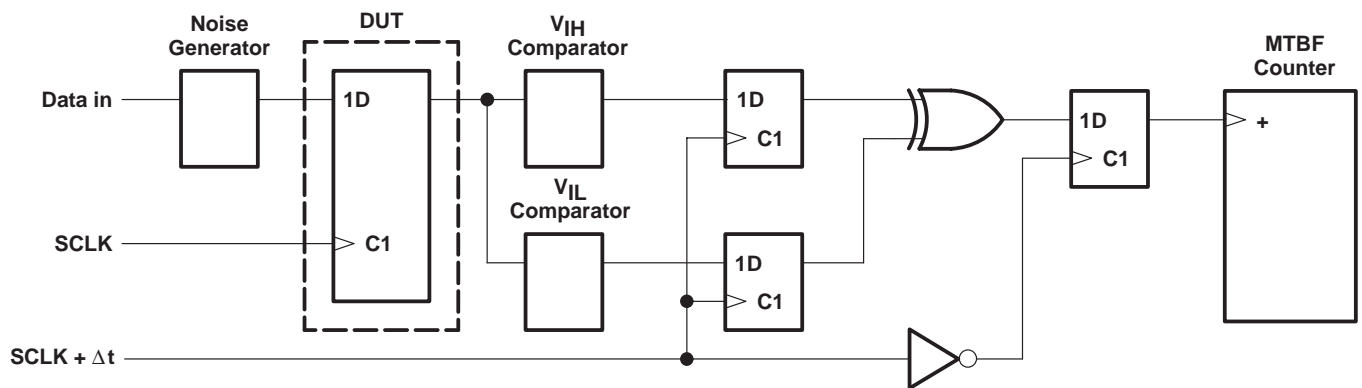 Noise
Generator
DUT
VIH
Comparator
MTBF
Counter
Data in
1D
1D
1D
+
C1
C1
VIL
Comparator
SCLK
C1
1D
C1
SCLK + Δt